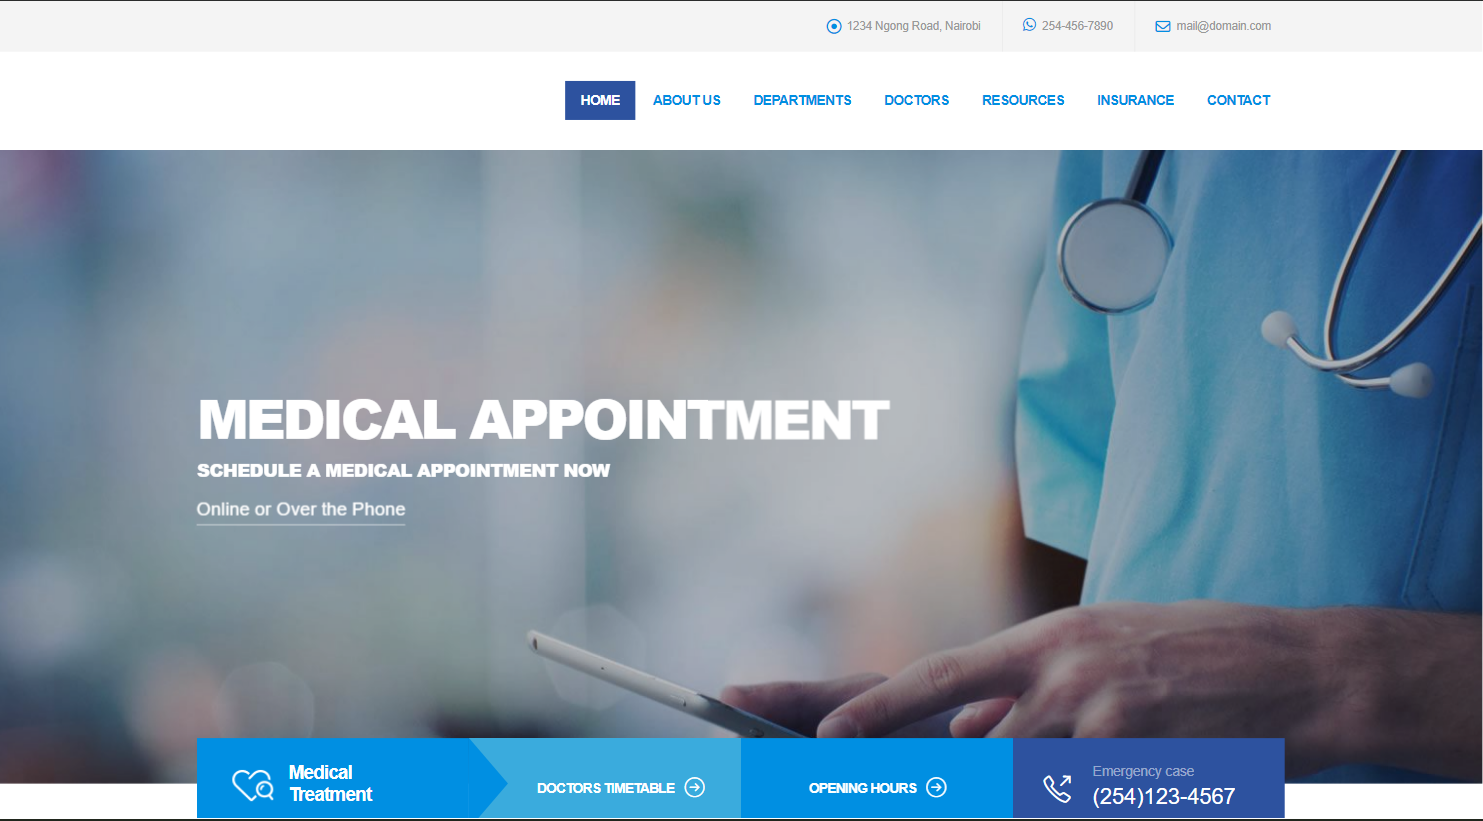 1234 Ngong Road, Nairobi
254-456-7890
mail@domain.com
HOME
ABOUT US
DEPARTMENTS
DOCTORS
RESOURCES
INSURANCE
CONTACT
MEDICAL APPOINTMENT
SCHEDULE A MEDICAL APPOINTMENT NOW
Online or Over the Phone
Medical
Treatment
DOCTORS TIMETABLE
OPENING HOURS
Emergency case
(254)123-4567